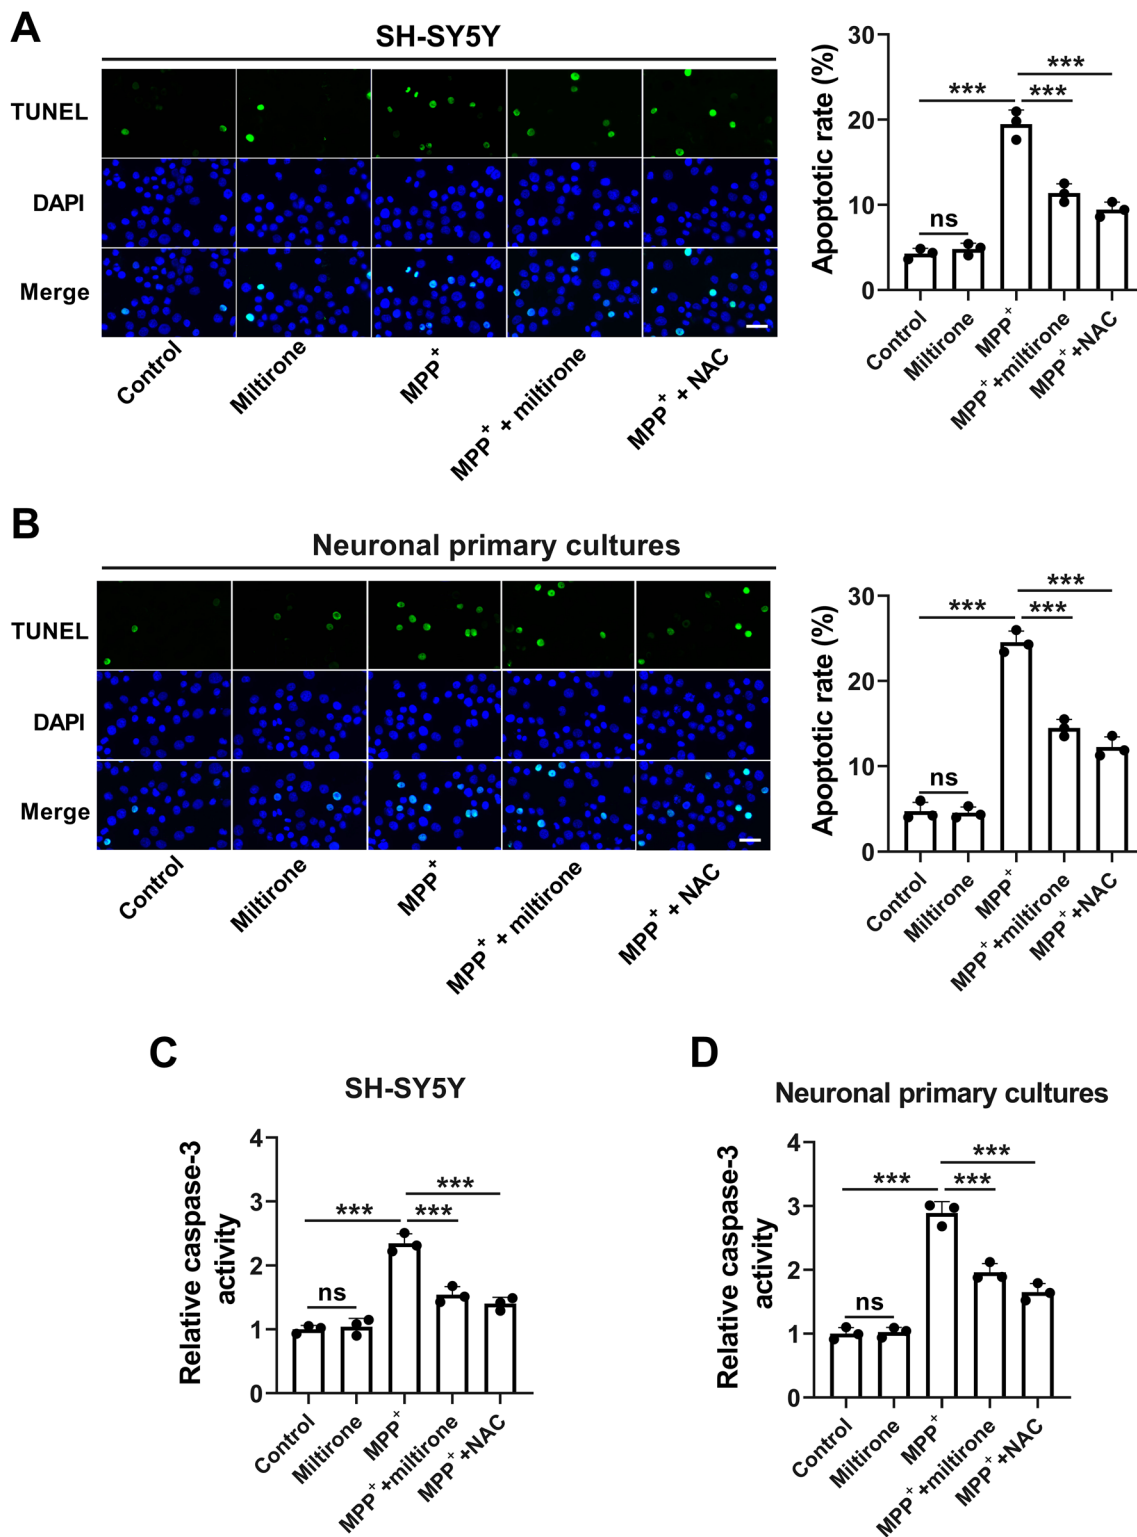 A
SH-SY5Y
TUNEL
DAPI
Merge
Control
Miltirone
MPP⁺
MPP⁺ + miltirone
MPP⁺ + NAC
Apoptotic rate (%)
30
20
10
0
***
***
***
ns
Control
Miltirone
MPP⁺
MPP⁺+miltirone
MPP⁺+NAC
B
Neuronal primary cultures
TUNEL
DAPI
Merge
Control
Miltirone
MPP⁺
MPP⁺ + miltirone
MPP⁺ + NAC
Apoptotic rate (%)
30
20
10
0
***
***
***
ns
Control
Miltirone
MPP⁺
MPP⁺+miltirone
MPP⁺+NAC
C
SH-SY5Y
Relative caspase-3
activity
4
3
2
1
0
***
***
***
ns
Control
Miltirone
MPP⁺
MPP⁺+miltirone
MPP⁺+NAC
D
Neuronal primary cultures
Relative caspase-3
activity
4
3
2
1
0
***
***
***
ns
Control
Miltirone
MPP⁺
MPP⁺+miltirone
MPP⁺+NAC